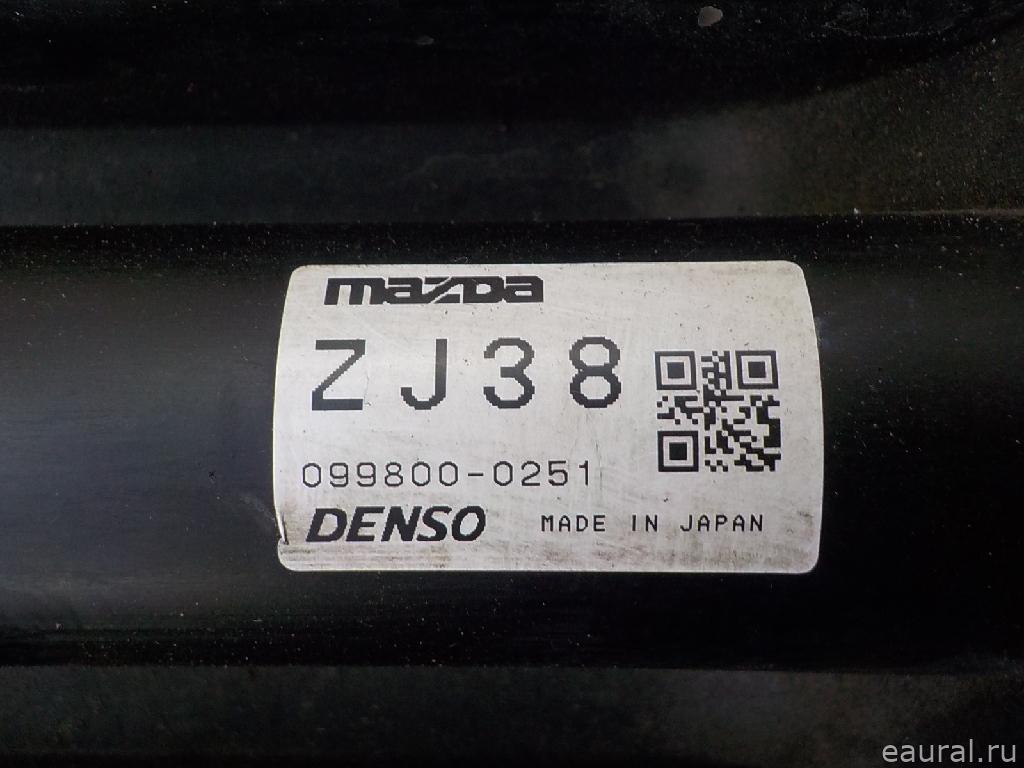 mazda
ZJ38
099800-0251
DENSO MADE IN JAPAN
eaural.ru